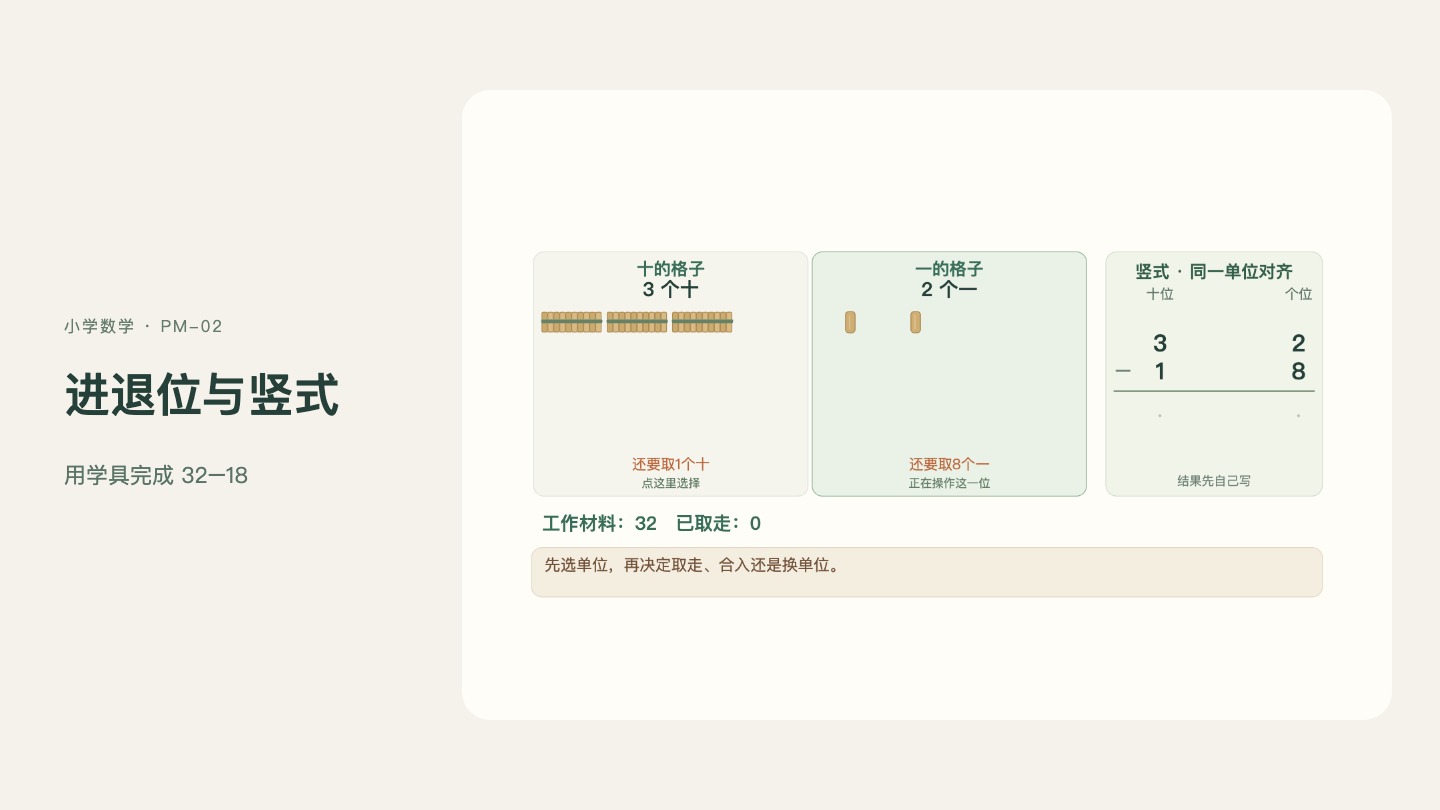 小学数学 · PM-02
进退位与竖式
用学具完成 32—18
十的格子
3 个十
还要取1个十
点这里选择
一的格子
2 个一
还要取8个一
正在操作这一位
竖式 · 同一单位对齐
十位 个位
3 2
— 1 8
结果先自己写
工作材料：32 已取走：0
先选单位，再决定取走、合入还是换单位。